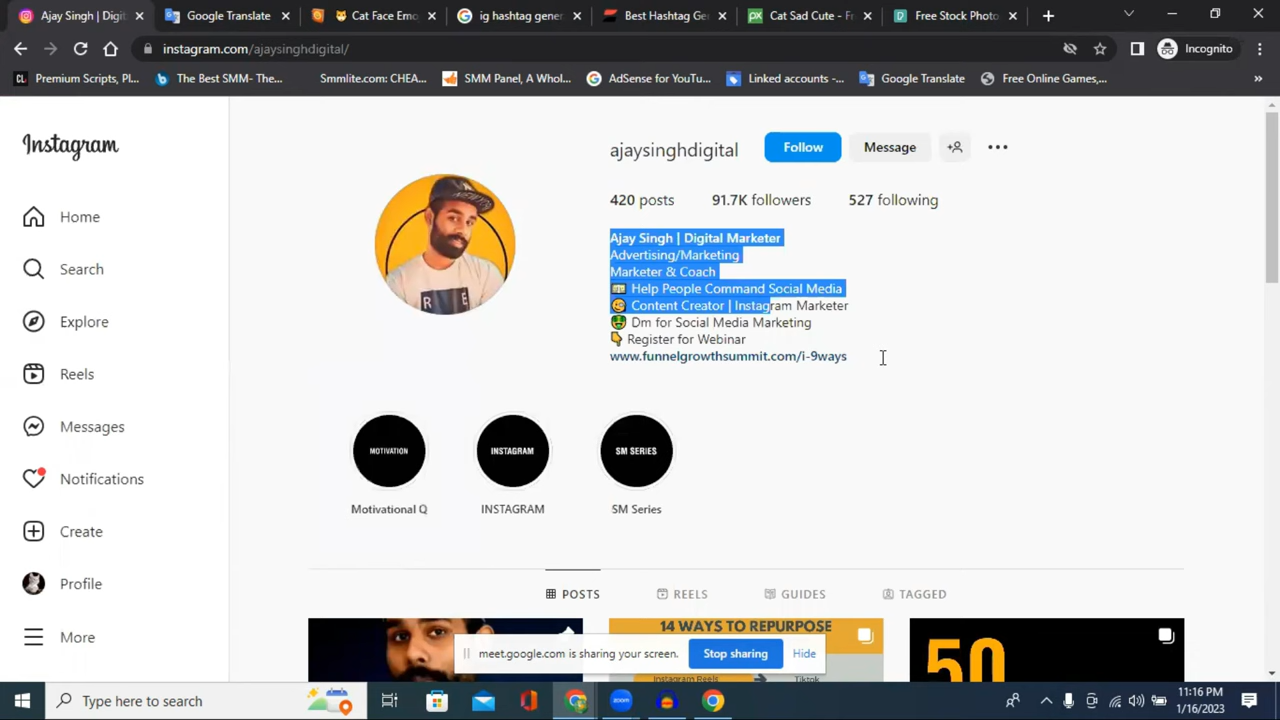 Ajay Singh | Digit
Google Translate
Cat Face Emo
ig hashtag gener
Best Hashtag Ge
Cat Sad Cute - Fr
Free Stock Photo
instagram.com/ajaysinghdigital/
Incognito
Premium Scripts, Pl...
The Best SMM- The...
Smmlite.com: CHEA...
SMM Panel, A Whol...
AdSense for YouTu...
Linked accounts -...
Google Translate
Free Online Games,...
Instagram
Home
Search
Explore
Reels
Messages
Notifications
Create
Profile
More
ajaysinghdigital
Follow
Message
420 posts 91.7K followers 527 following
Ajay Singh | Digital Marketer
Advertising/Marketing
Marketer & Coach
📖 Help People Command Social Media
Content Creator | Instagram Marketer
🤑 Dm for Social Media Marketing
👇 Register for Webinar
www.funnelgrowthsummit.com/i-9ways
MOTIVATION
INSTAGRAM
SM SERIES
Motivational Q
INSTAGRAM
SM Series
POSTS
REELS
GUIDES
TAGGED
14 WAYS TO REPURPOSE
Instagram Reels
Tiktok
50
meet.google.com is sharing your screen.
Stop sharing
Hide
Type here to search
zoom
11:16 PM
1/16/2023